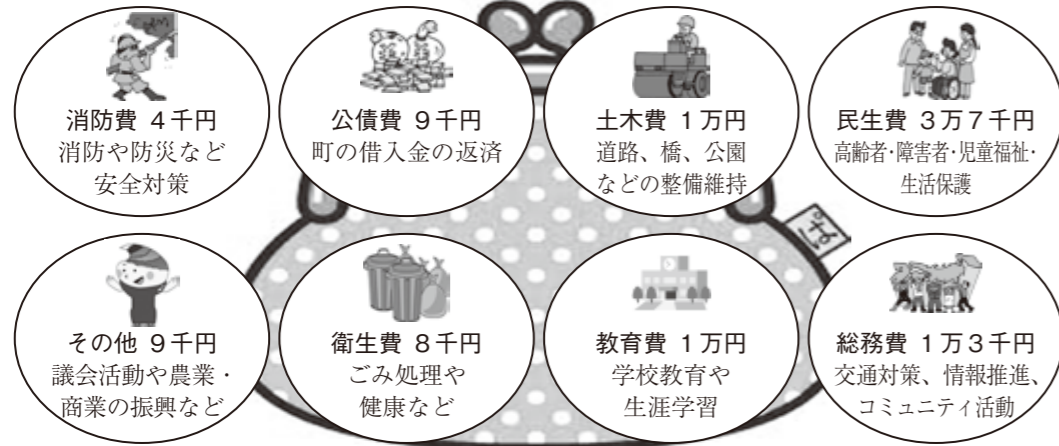 消防費 4千円
消防や防災など
安全対策
公債費 9千円
町の借入金の返済
土木費 1万円
道路、橋、公園
などの整備維持
民生費 3万7千円
高齢者・障害者・児童福祉・
生活保護
その他 9千円
議会活動や農業・
商業の振興など
衛生費 8千円
ごみ処理や
健康など
教育費 1万円
学校教育や
生涯学習
総務費 1万3千円
交通対策、情報推進、
コミュニティ活動